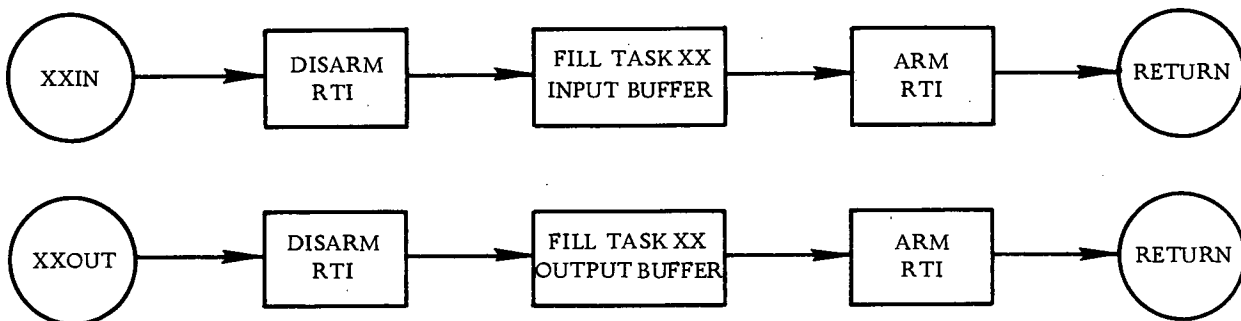 XXIN
DISARM
RTI
FILL TASK XX
INPUT BUFFER
ARM
RTI
RETURN
XXOUT
DISARM
RTI
FILL TASK XX
OUTPUT BUFFER
ARM
RTI
RETURN